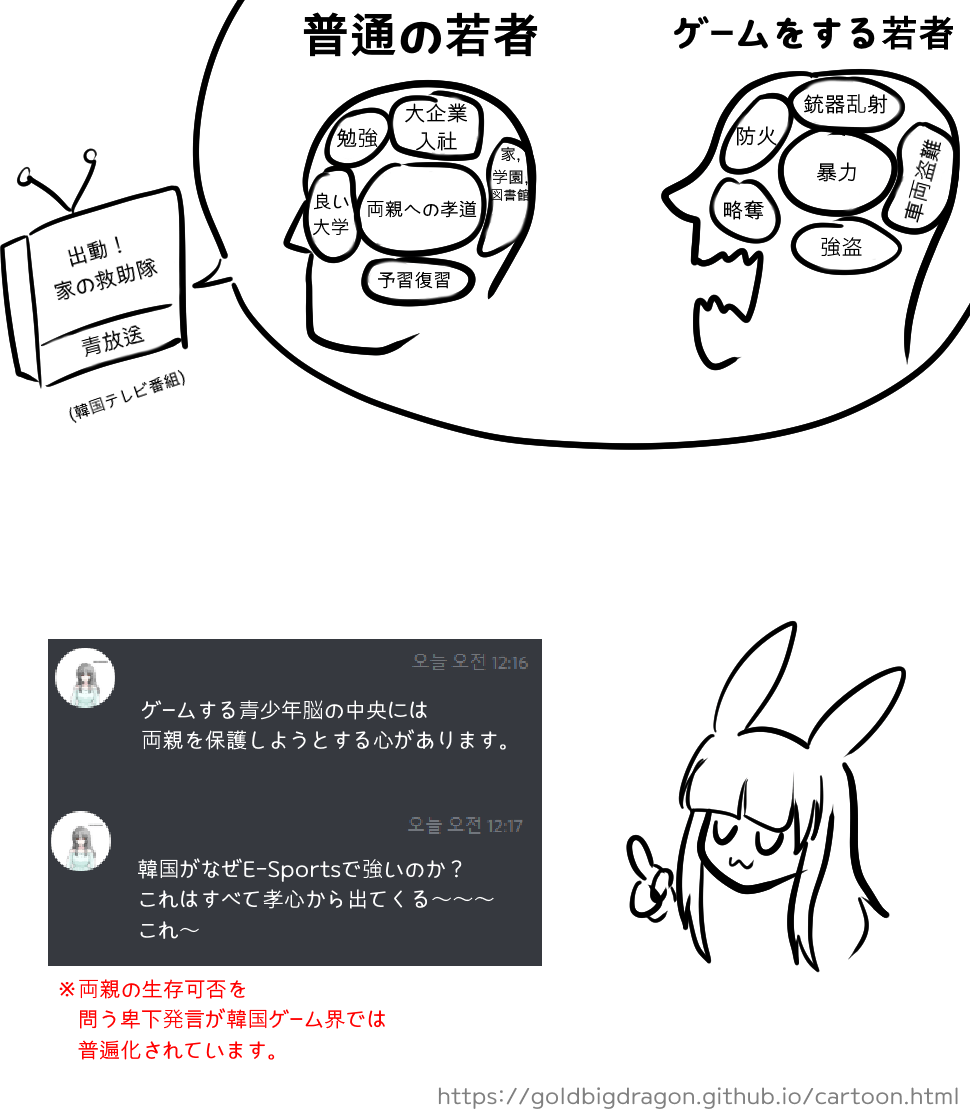 普通の若者
ゲームをする若者
勉強
大企業
入社
家,
学園,
図書館
良い
大学
両親への孝道
予習復習
銃器乱射
防火
暴力
車両盗難
略奪
強盗
出動！
家の救助隊
青放送
(韓国テレビ番組)
오늘 오전 12:16
ゲームする青少年脳の中央には
両親を保護しようとする心があります。
오늘 오전 12:17
韓国がなぜE-Sportsで強いのか？
これはすべて孝心から出てくる～～～
これ～
※両親の生存可否を
問う卑下発言が韓国ゲーム界では
普遍化されています。
https://goldbigdragon.github.io/cartoon.html